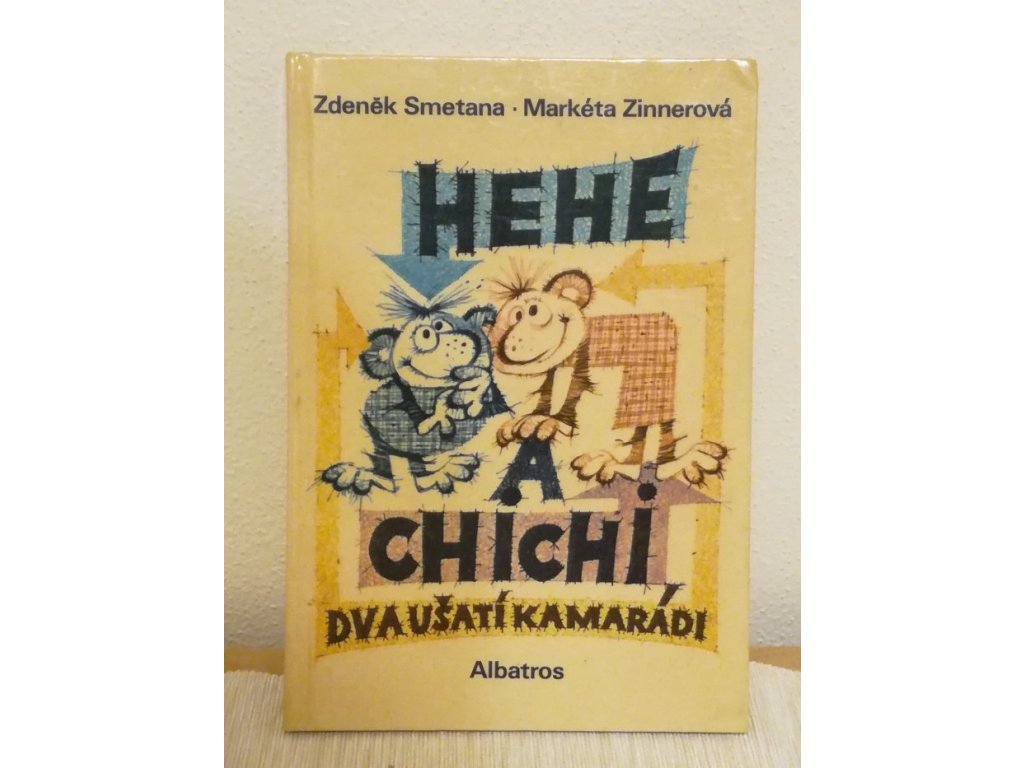 Zdeněk Smetana · Markéta Zinnerová
HEHE
A
CHiCHi
DVA UŠATÍ KAMARÁDi
Albatros